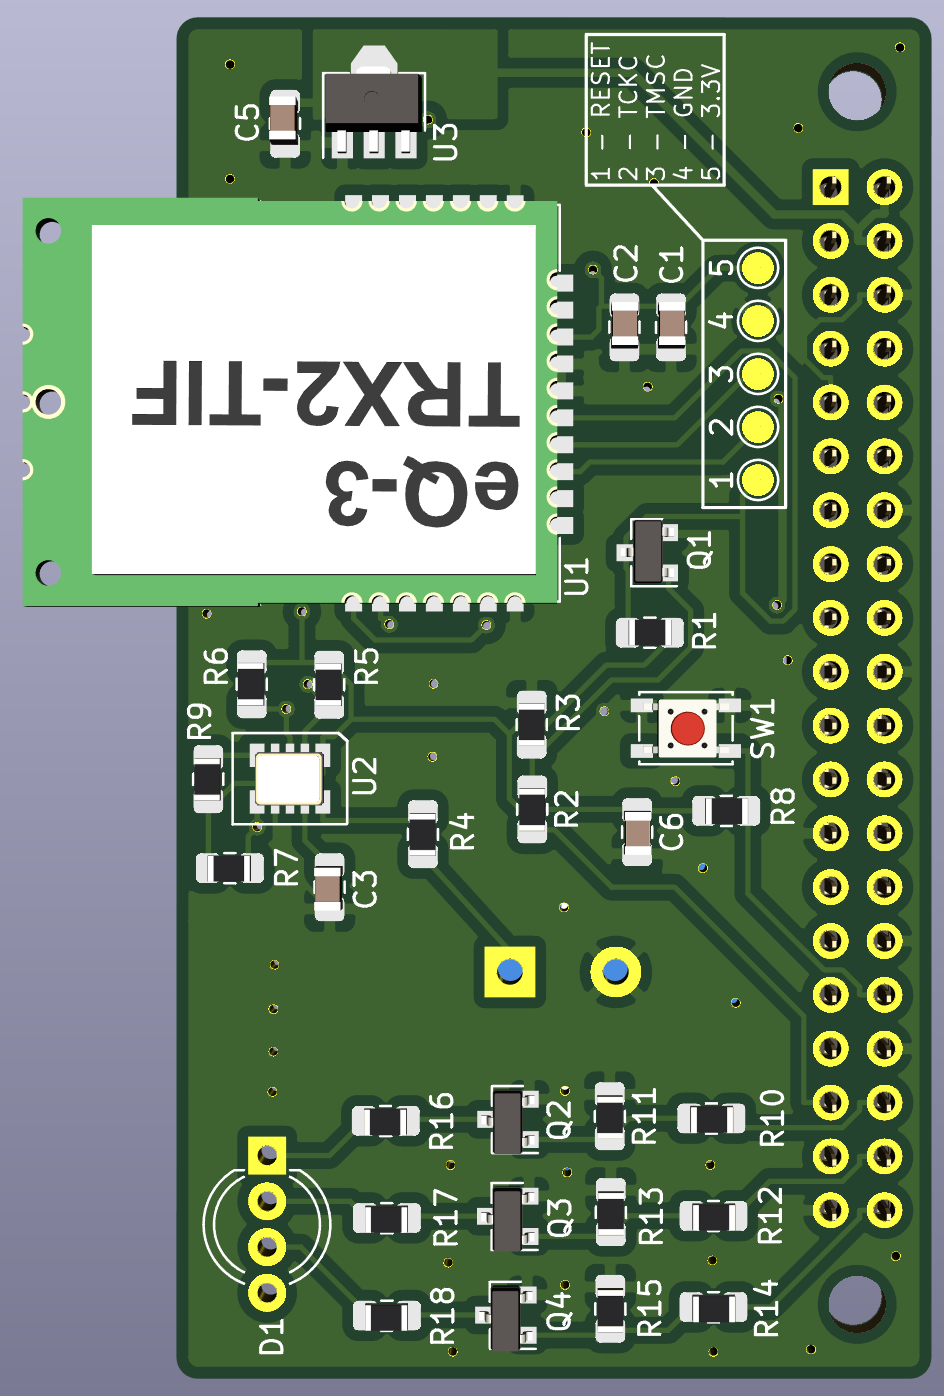 1 – RESET
2 – TCKC
3 – TMSC
4 – GND
5 – 3.3V
C5
U3
C2
C1
5
4
3
2
1
eQ-3
TRX2-TIF
U1
Q1
R1
R6
R5
R9
U2
R3
SW1
R2
R4
C6
R8
R7
C3
R16
Q2
R11
R10
R17
Q3
R13
R12
R18
Q4
R15
R14
D1